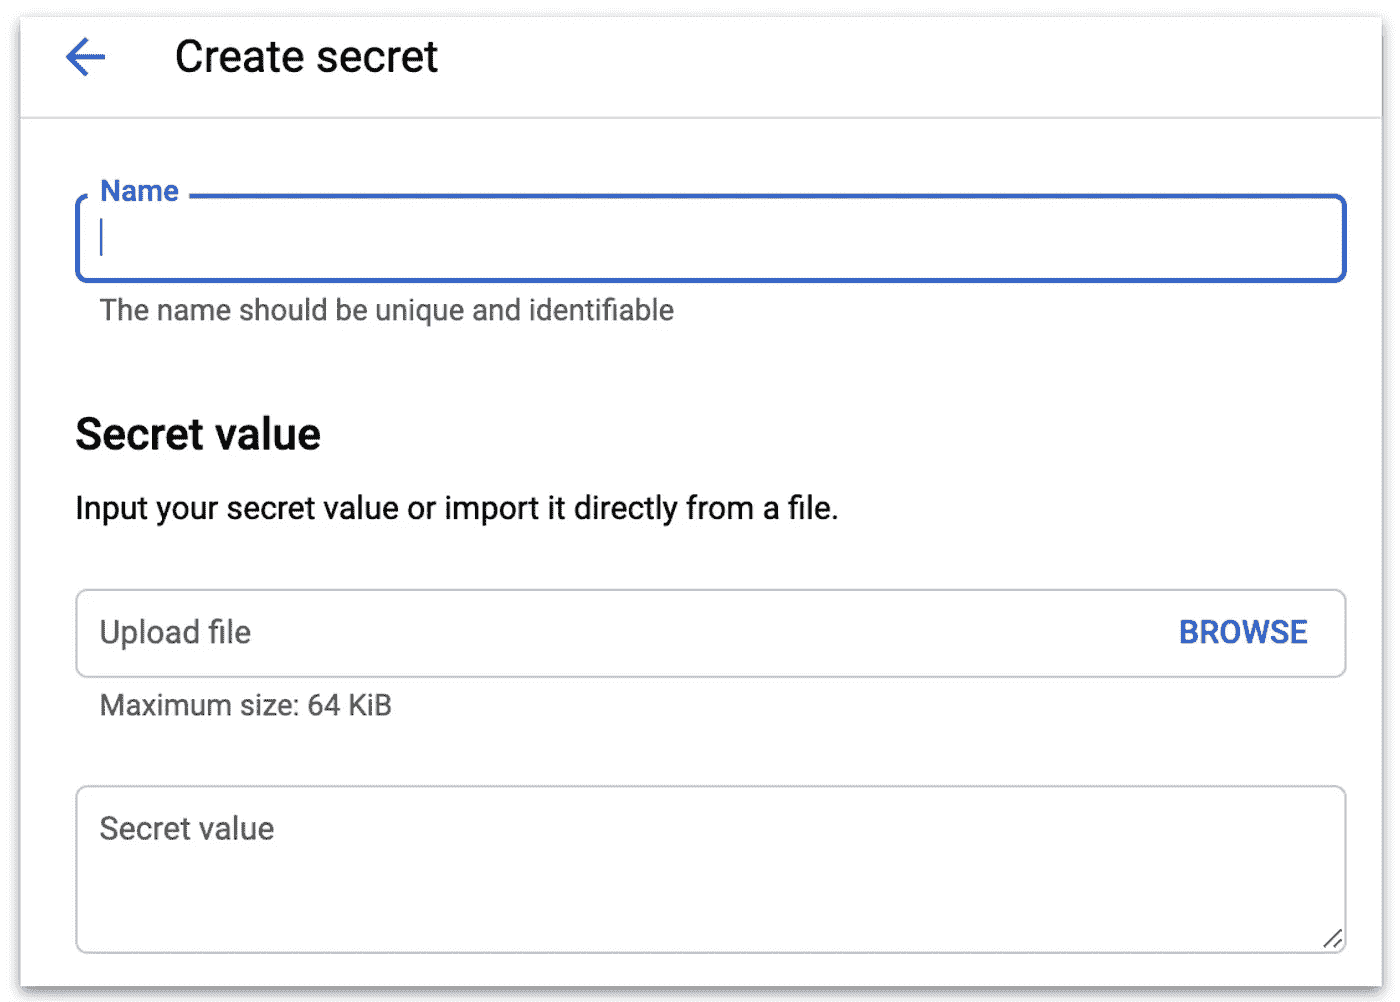 Create secret
Name
The name should be unique and identifiable
Secret value
Input your secret value or import it directly from a file.
Upload file BROWSE
Maximum size: 64 KiB
Secret value